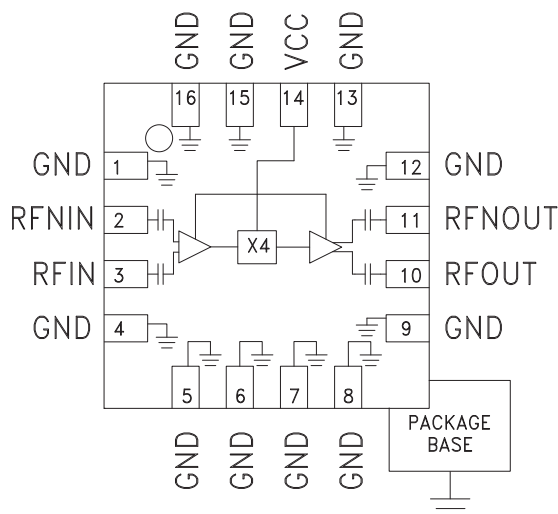 GND GND VCC GND
16 15 14 13
GND 1 12 GND
RFNIN 2 11 RFNOUT
X4
RFIN 3 10 RFOUT
GND 4 9 GND
5 6 7 8
GND GND GND GND
PACKAGE
BASE